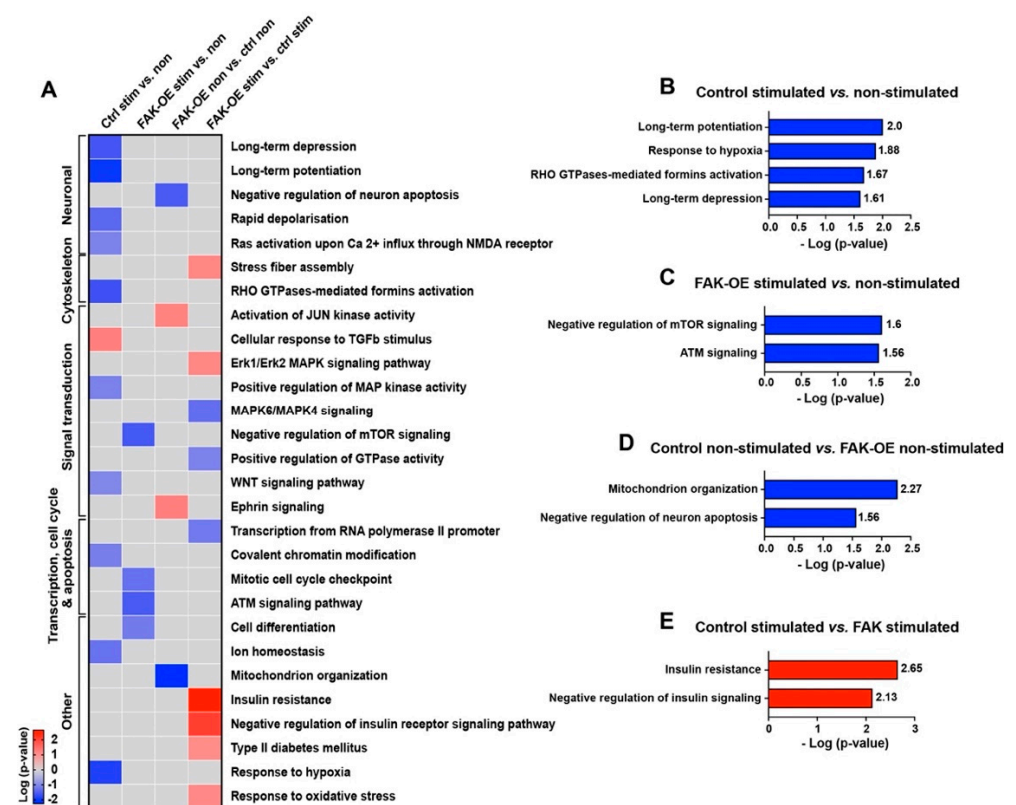 A
Ctrl stim vs. non
FAK-OE stim vs. non
FAK-OE non vs. ctrl non
FAK-OE stim vs. ctrl stim
Neuronal
Long-term depression
Long-term potentiation
Negative regulation of neuron apoptosis
Rapid depolarisation
Ras activation upon Ca 2+ influx through NMDA receptor
Cytoskeleton
Stress fiber assembly
RHO GTPases-mediated formins activation
Signal transduction
Activation of JUN kinase activity
Cellular response to TGFb stimulus
Erk1/Erk2 MAPK signaling pathway
Positive regulation of MAP kinase activity
MAPK6/MAPK4 signaling
Negative regulation of mTOR signaling
Positive regulation of GTPase activity
WNT signaling pathway
Ephrin signaling
Transcription, cell cycle
& apoptosis
Transcription from RNA polymerase II promoter
Covalent chromatin modification
Mitotic cell cycle checkpoint
ATM signaling pathway
Other
Cell differentiation
Ion homeostasis
Mitochondrion organization
Insulin resistance
Negative regulation of insulin receptor signaling pathway
Type II diabetes mellitus
Response to hypoxia
Response to oxidative stress
Log (p-value)
2
1
0
-1
-2
B
Control stimulated vs. non-stimulated
Long-term potentiation 2.0
Response to hypoxia 1.88
RHO GTPases-mediated formins activation 1.67
Long-term depression 1.61
0.0 0.5 1.0 1.5 2.0 2.5
- Log (p-value)
C
FAK-OE stimulated vs. non-stimulated
Negative regulation of mTOR signaling 1.6
ATM signaling 1.56
0.0 0.5 1.0 1.5 2.0
- Log (p-value)
D
Control non-stimulated vs. FAK-OE non-stimulated
Mitochondrion organization 2.27
Negative regulation of neuron apoptosis 1.56
0.0 0.5 1.0 1.5 2.0 2.5
- Log (p-value)
E
Control stimulated vs. FAK stimulated
Insulin resistance 2.65
Negative regulation of insulin signaling 2.13
0 1 2 3
- Log (p-value)